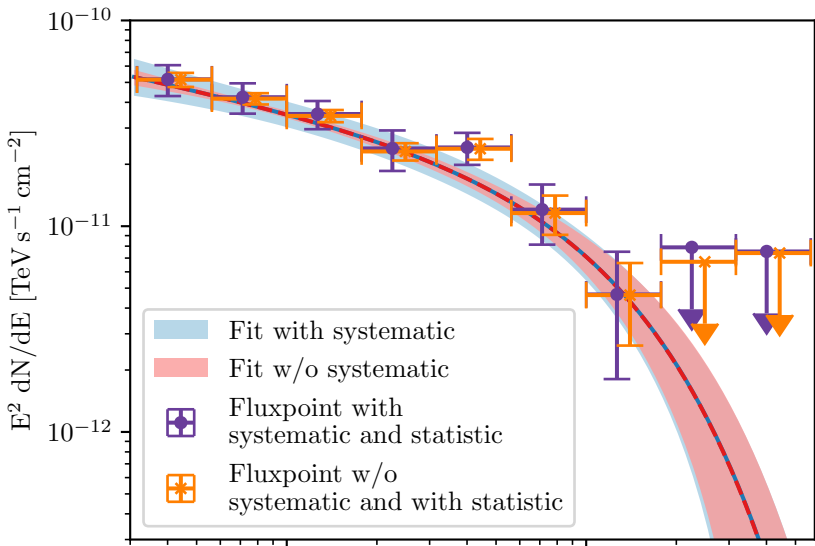 10⁻¹⁰
10⁻¹¹
10⁻¹²
E² dN/dE [TeV s⁻¹ cm⁻²]
Fit with systematic
Fit w/o systematic
Fluxpoint with
systematic and statistic
Fluxpoint w/o
systematic and with statistic